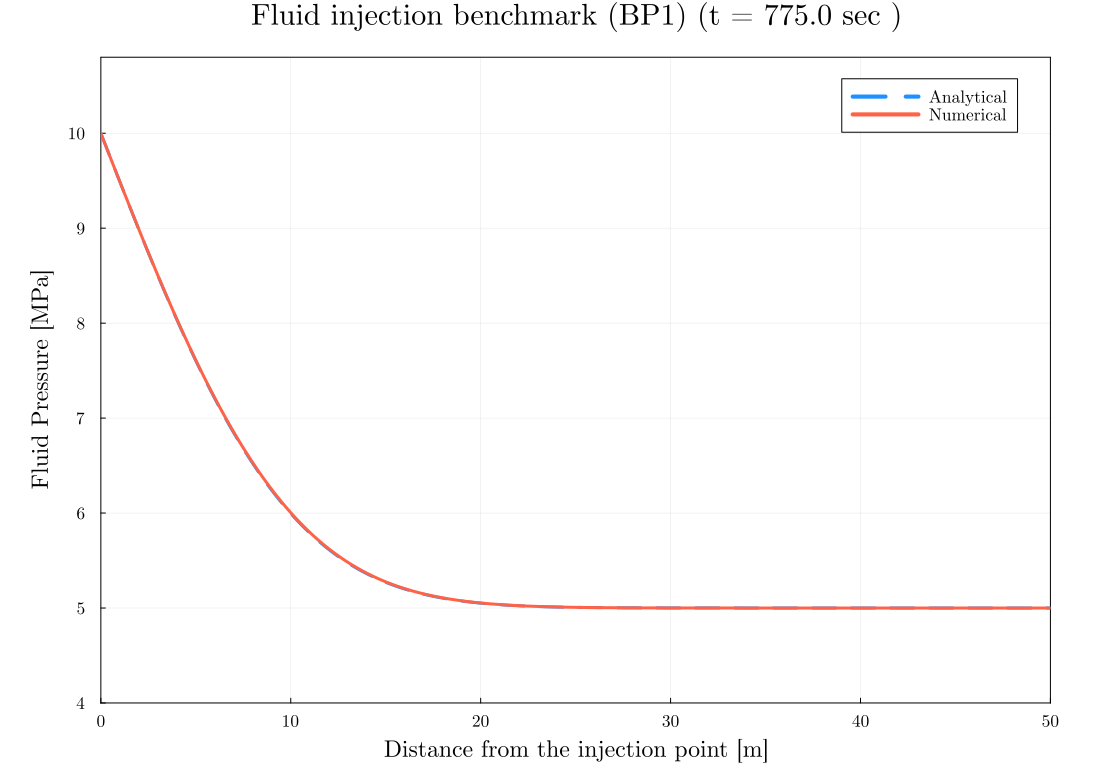 Fluid injection benchmark (BP1) (t = 775.0 sec )
Analytical
Numerical
Fluid Pressure [MPa]
10
9
8
7
6
5
4
0 10 20 30 40 50
Distance from the injection point [m]